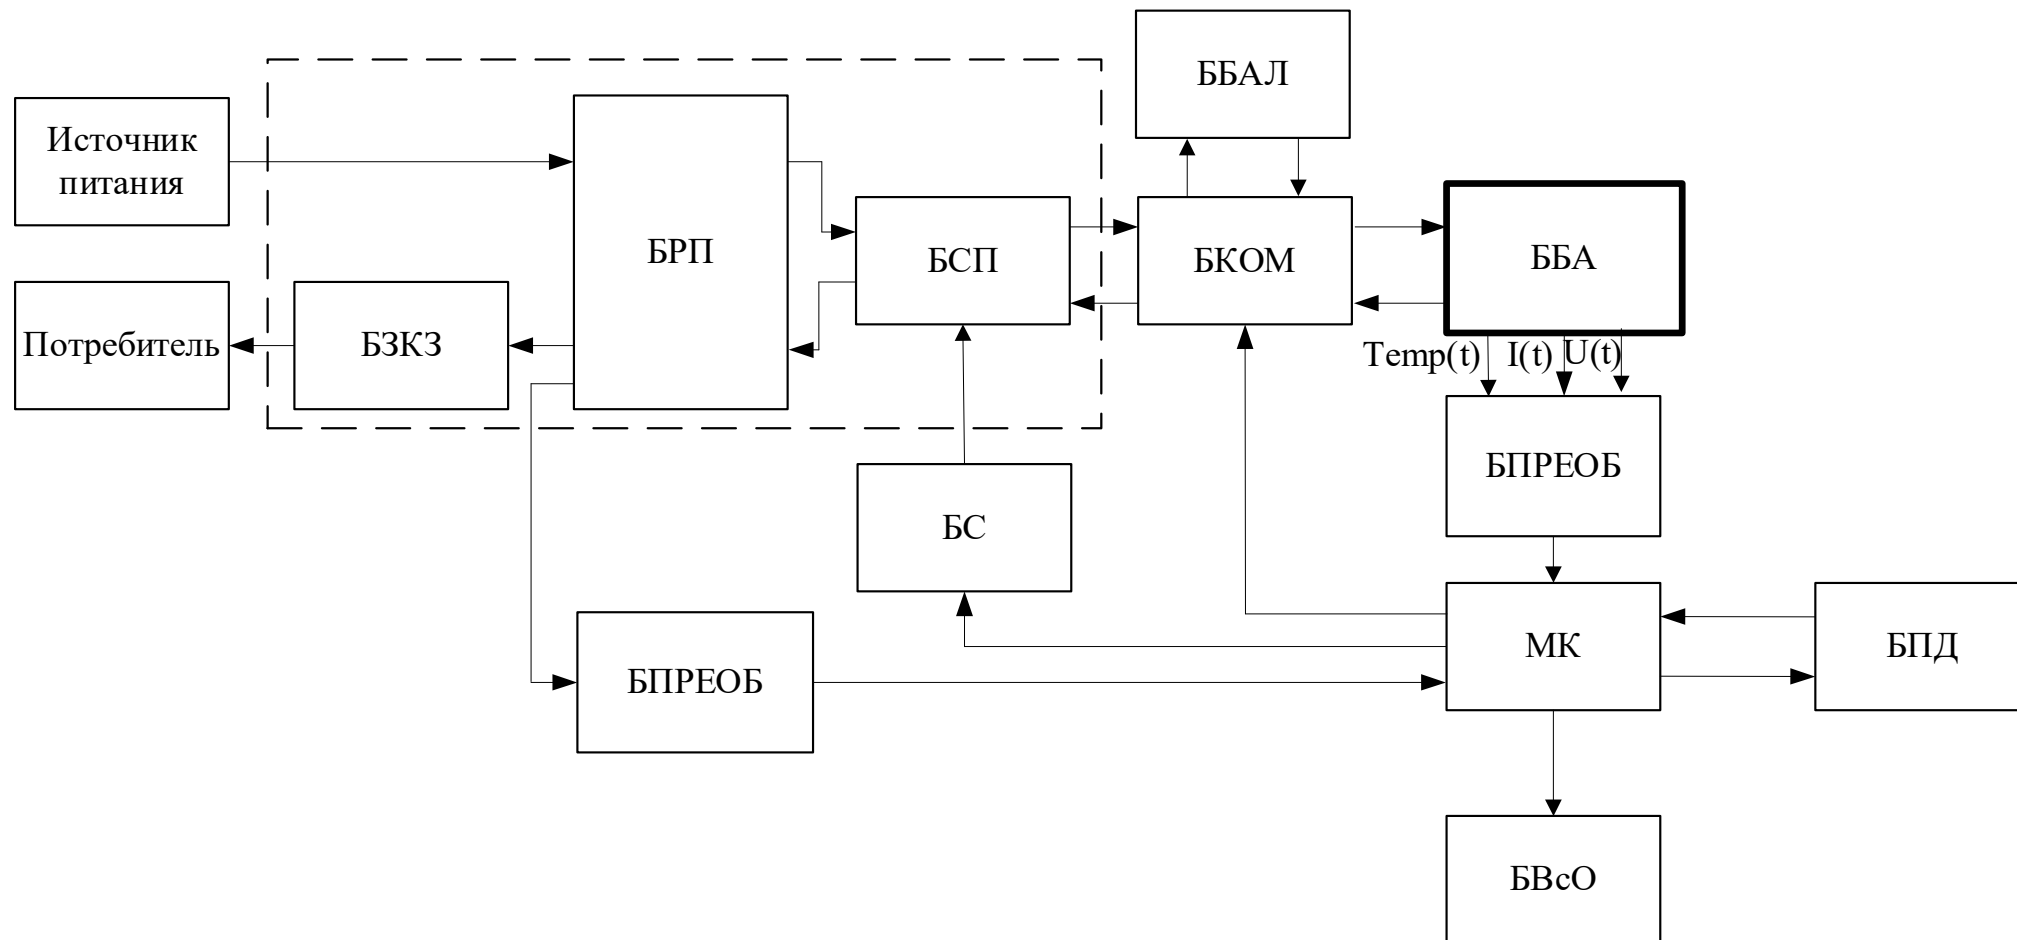 ББАЛ
Источник
питания
БРП
БСП
БКОМ
ББА
Потребитель
БЗКЗ
Temp(t)
I(t)
U(t)
БПРЕОБ
БС
МК
БПД
БПРЕОБ
БВсО